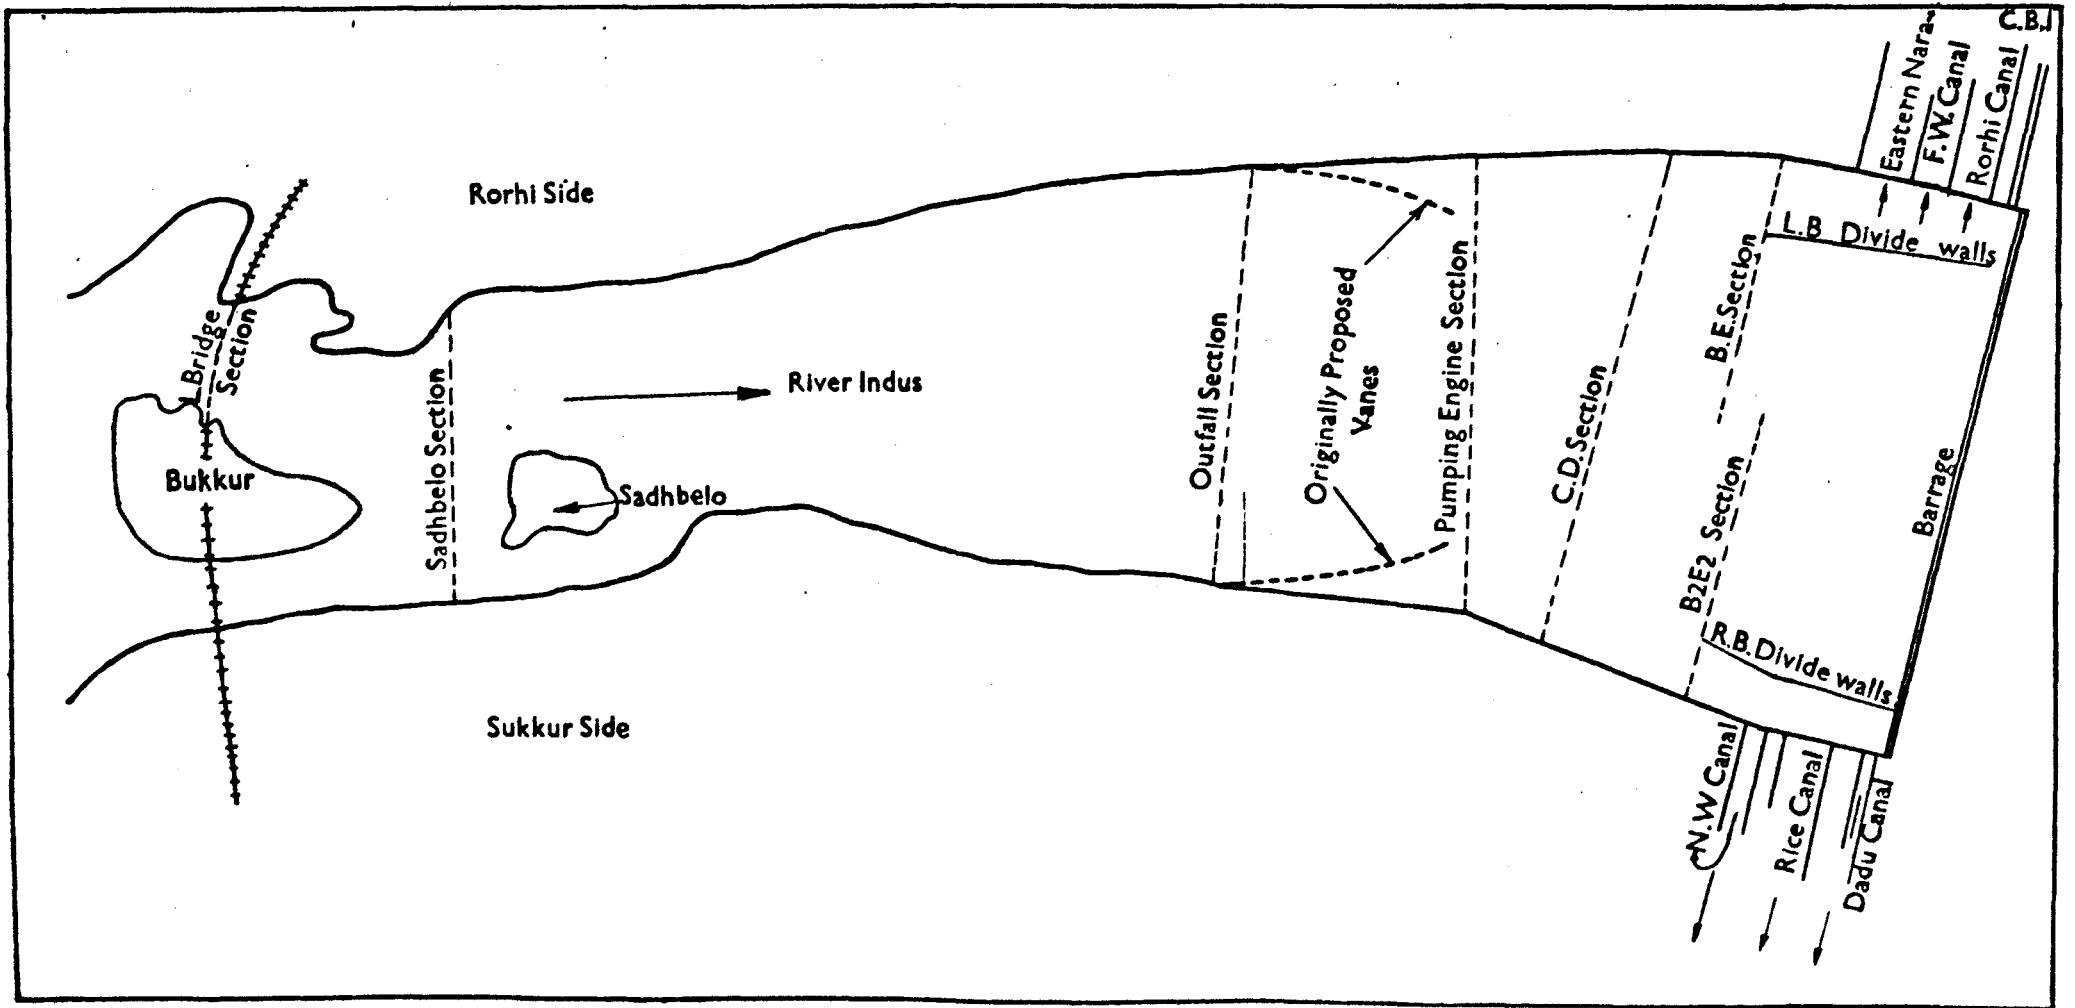 C.B.I
Eastern Nara
F.W. Canal
Rorhi Canal
Rorhi Side
L.B Divide walls
Bridge
Section
Sadhbelo Section
River Indus
Outfall Section
Originally Proposed
Vanes
Pumping Engine Section
C.D. Section
B.E. Section
B2E2 Section
Barrage
Bukkur
Sadhbelo
R.B. Divide walls
Sukkur Side
N.W Canal
Rice Canal
Dadu Canal